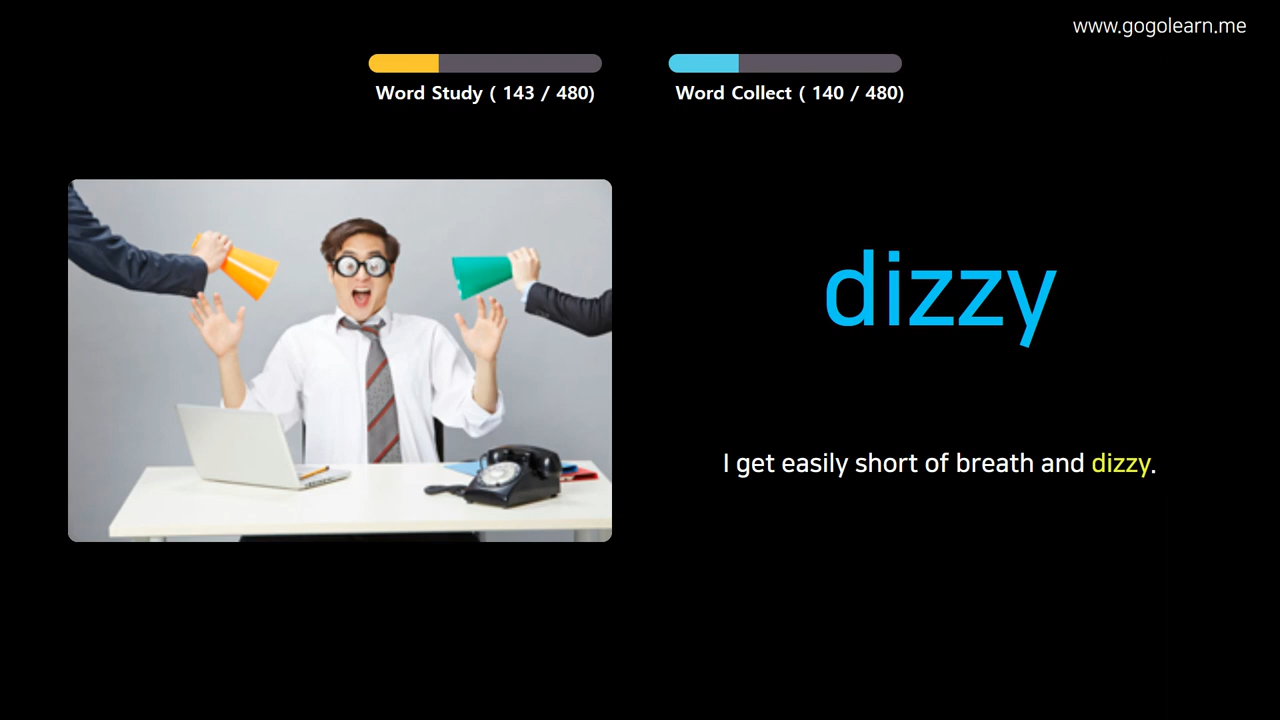 www.gogolearn.me
Word Study ( 143 / 480)
Word Collect ( 140 / 480)
dizzy
I get easily short of breath and dizzy.